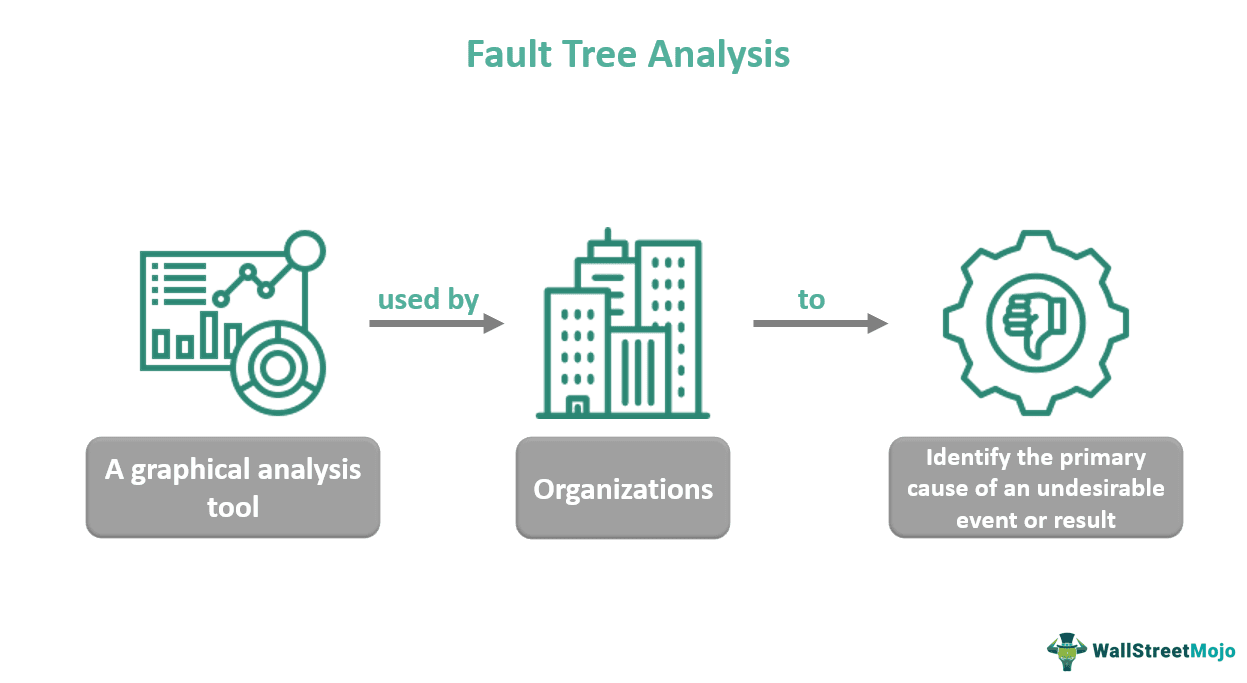 Fault Tree Analysis
used by
to
A graphical analysis
tool
Organizations
Identify the primary
cause of an undesirable
event or result
WallStreetMojo